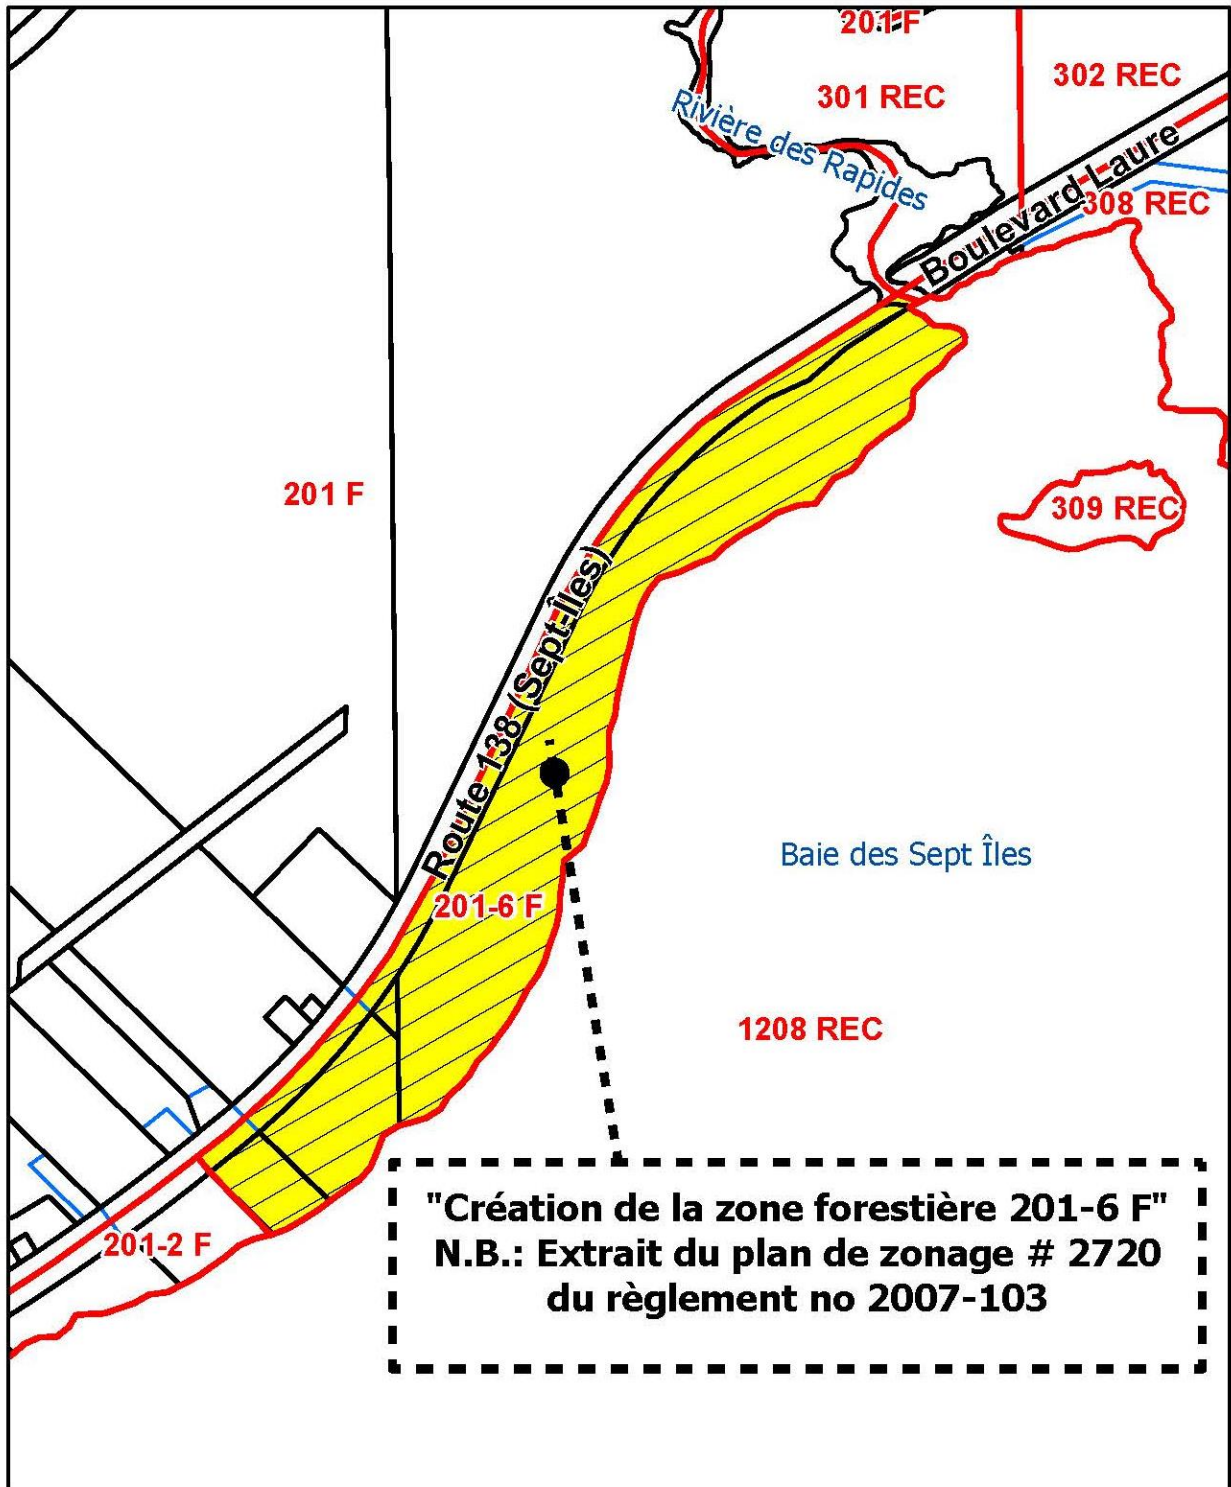 201 F
302 REC
301 REC
Rivière des Rapides
Boulevard Laure
308 REC
201 F
309 REC
Route 138 (Sept-Îles)
Baie des Sept Îles
201-6 F
1208 REC
"Création de la zone forestière 201-6 F"
N.B.: Extrait du plan de zonage # 2720
du règlement no 2007-103
201-2 F